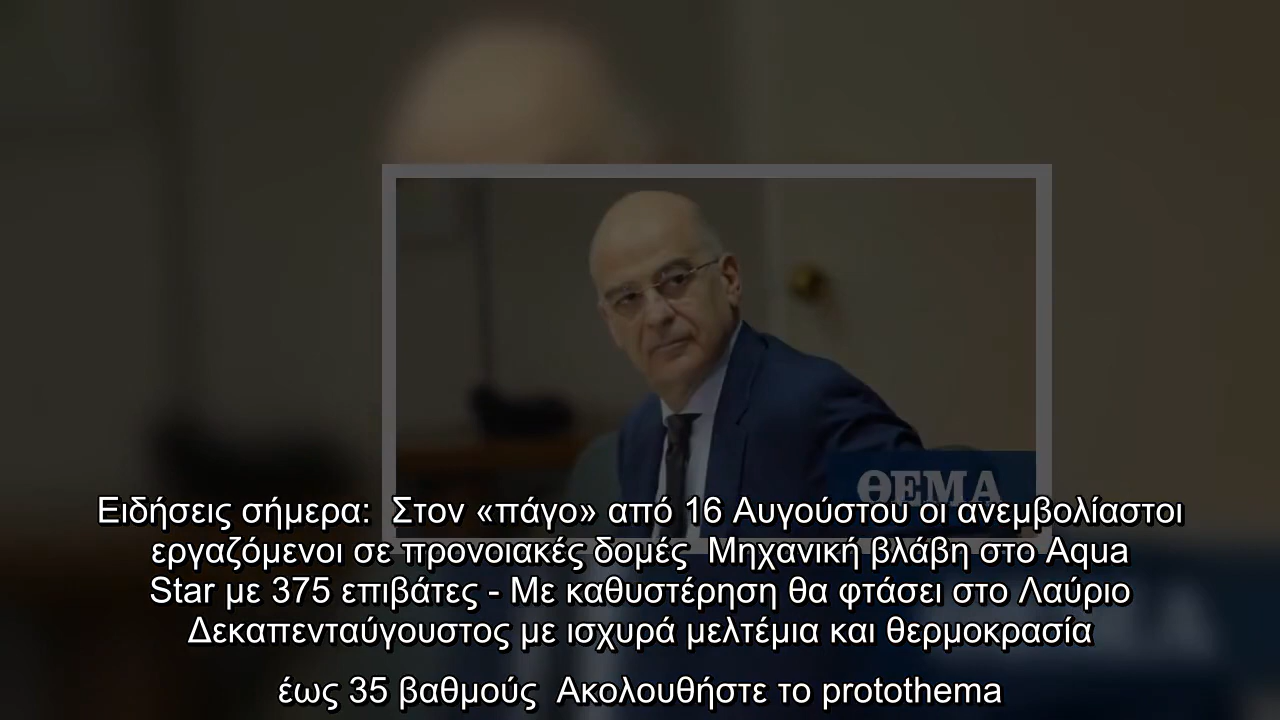 ΘΕΜΑ
Ειδήσεις σήμερα:  Στον «πάγο» από 16 Αυγούστου οι ανεμβολίαστοι
εργαζόμενοι σε προνοιακές δομές  Μηχανική βλάβη στο Aqua
Star με 375 επιβάτες - Με καθυστέρηση θα φτάσει στο Λαύριο
Δεκαπενταύγουστος με ισχυρά μελτέμια και θερμοκρασία
έως 35 βαθμούς  Ακολουθήστε το protothema